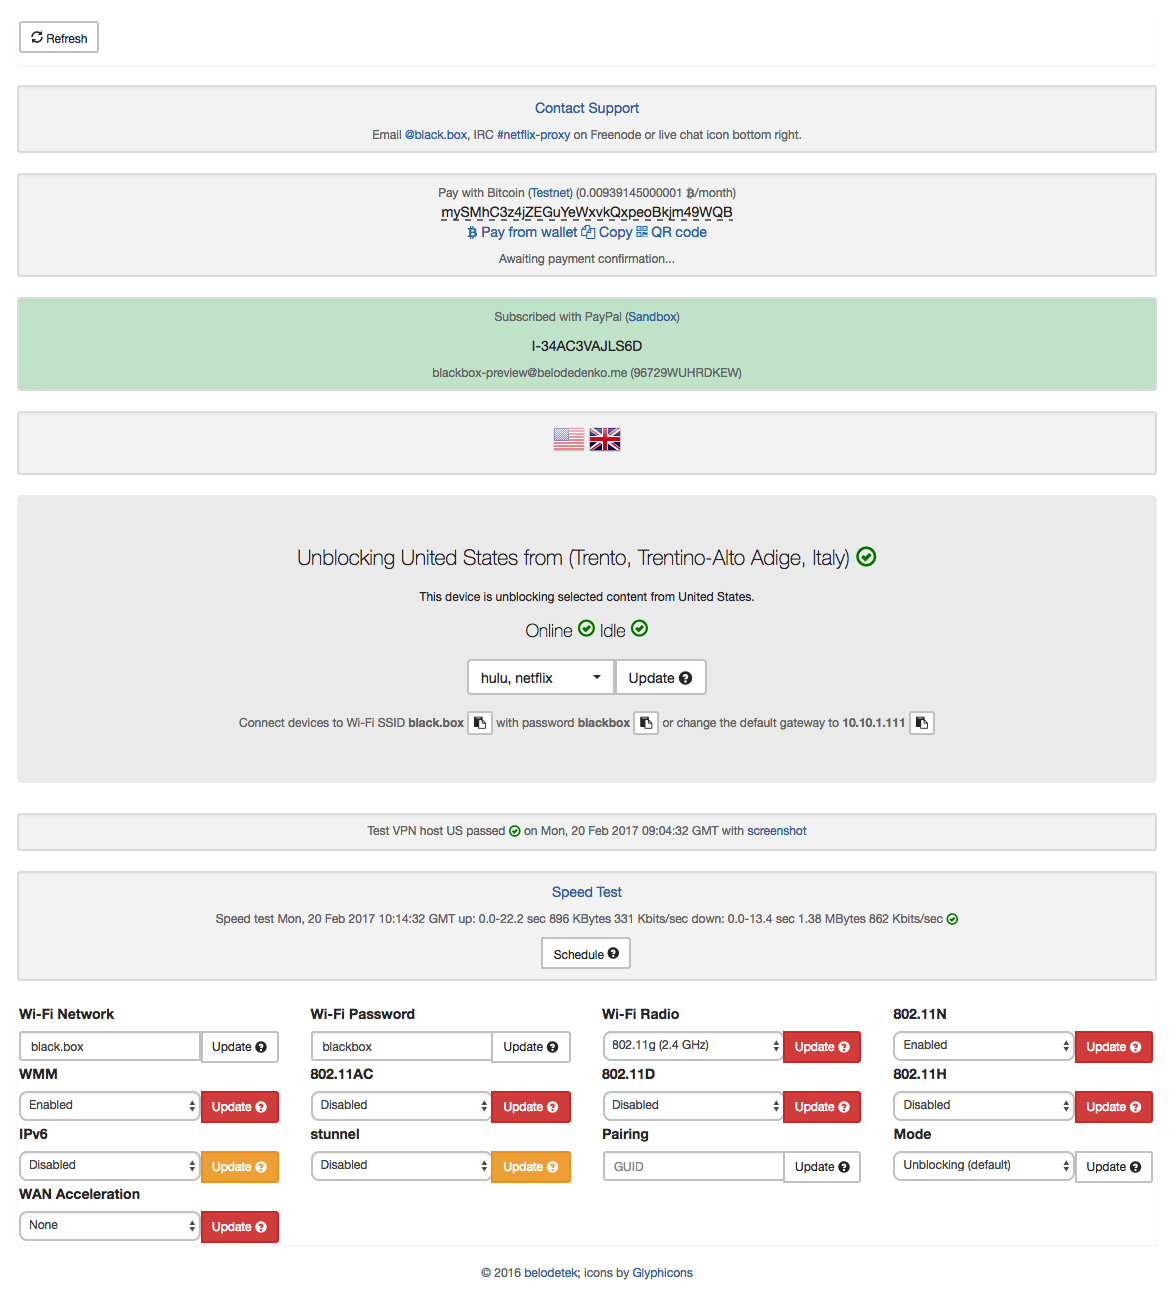 Refresh
Contact Support
Email @black.box, IRC #netflix-proxy on Freenode or live chat icon bottom right.
Pay with Bitcoin (Testnet) (0.00939145000001 ₿/month)
mySMhC3z4jZEGuYeWxvkQxpeoBkjm49WQB
Pay from wallet Copy QR code
Awaiting payment confirmation...
Subscribed with PayPal (Sandbox)
I-34AC3VAJLS6D
blackbox-preview@belodedenko.me (96729WUHRDKEW)
Unblocking United States from (Trento, Trentino-Alto Adige, Italy)
This device is unblocking selected content from United States.
Online Idle
hulu, netflix Update
Connect devices to Wi-Fi SSID black.box with password blackbox or change the default gateway to 10.10.1.111
Test VPN host US passed on Mon, 20 Feb 2017 09:04:32 GMT with screenshot
Speed Test
Speed test Mon, 20 Feb 2017 10:14:32 GMT up: 0.0-22.2 sec 896 KBytes 331 Kbits/sec down: 0.0-13.4 sec 1.38 MBytes 862 Kbits/sec
Schedule
Wi-Fi Network Wi-Fi Password Wi-Fi Radio 802.11N
black.box Update blackbox Update 802.11g (2.4 GHz) Update Enabled Update
WMM 802.11AC 802.11D 802.11H
Enabled Update Disabled Update Disabled Update Disabled Update
IPv6 stunnel Pairing Mode
Disabled Update Disabled Update GUID Update Unblocking (default) Update
WAN Acceleration
None Update
© 2016 belodetek; icons by Glyphicons